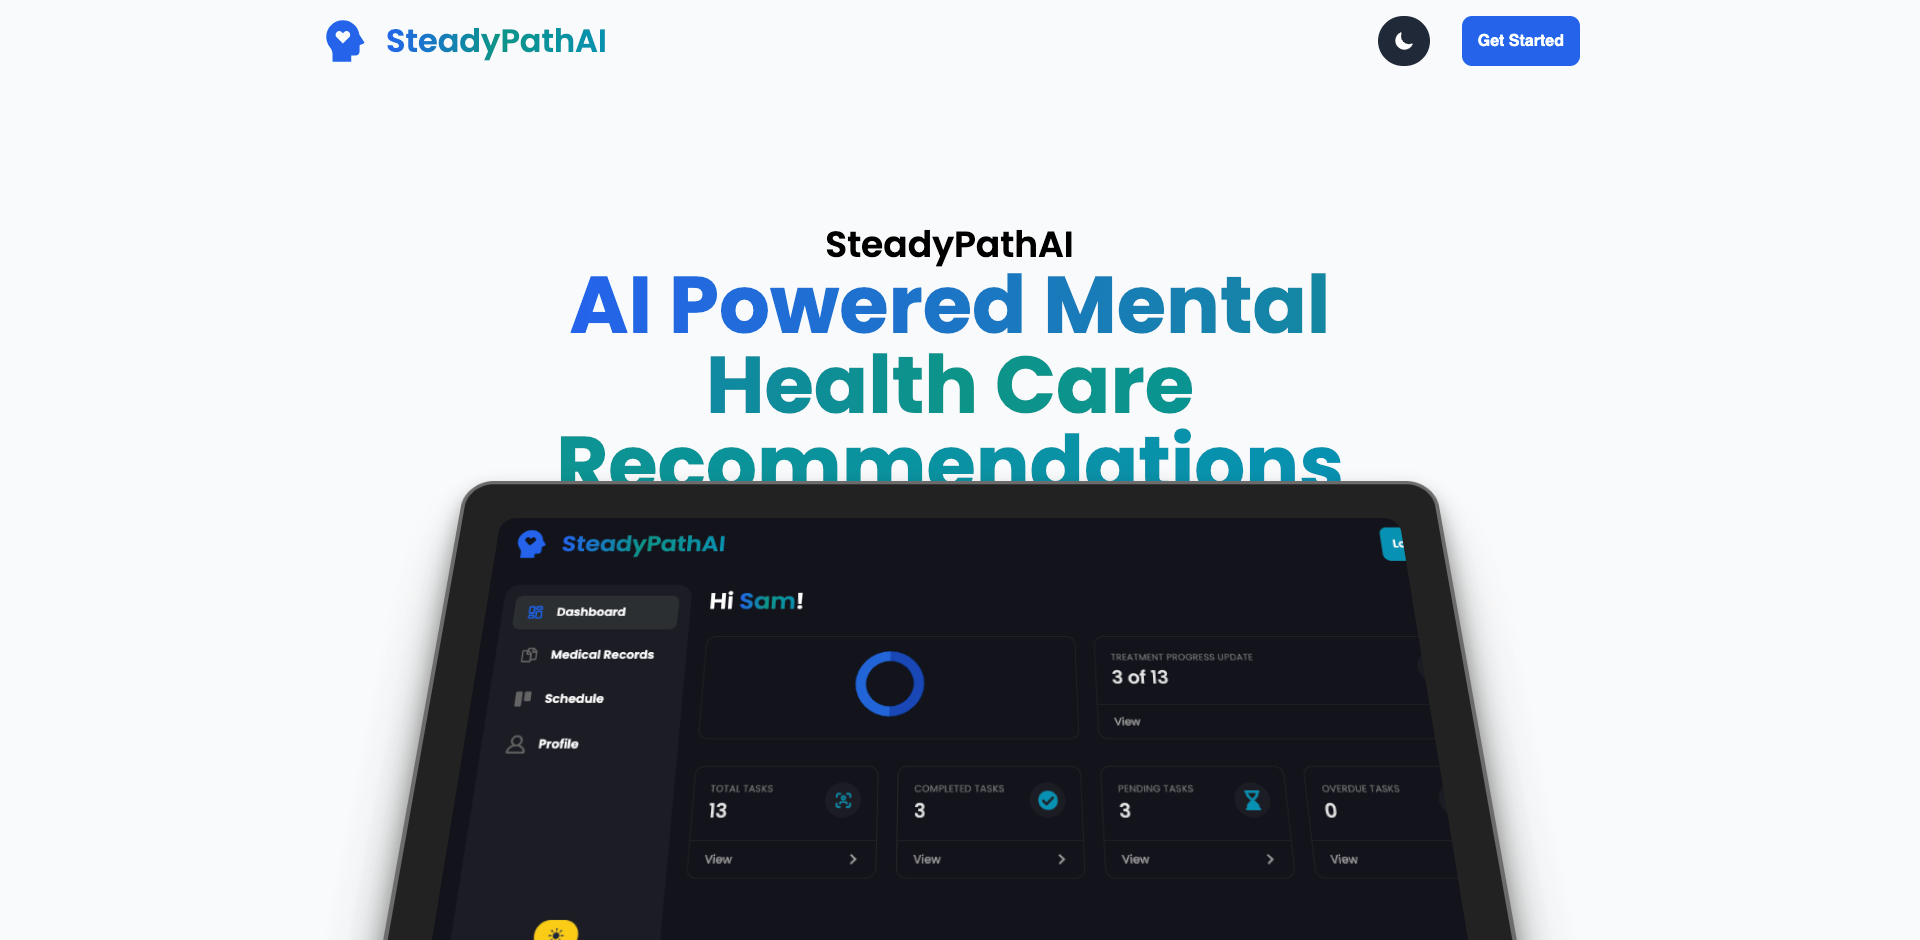 SteadyPathAI
Get Started
SteadyPathAI
AI Powered Mental
Health Care
Recommendations
SteadyPathAI
Hi Sam!
Dashboard
Medical Records
Schedule
Profile
TREATMENT PROGRESS UPDATE
3 of 13
View
TOTAL TASKS
13
View
COMPLETED TASKS
3
View
PENDING TASKS
3
View
OVERDUE TASKS
0
View